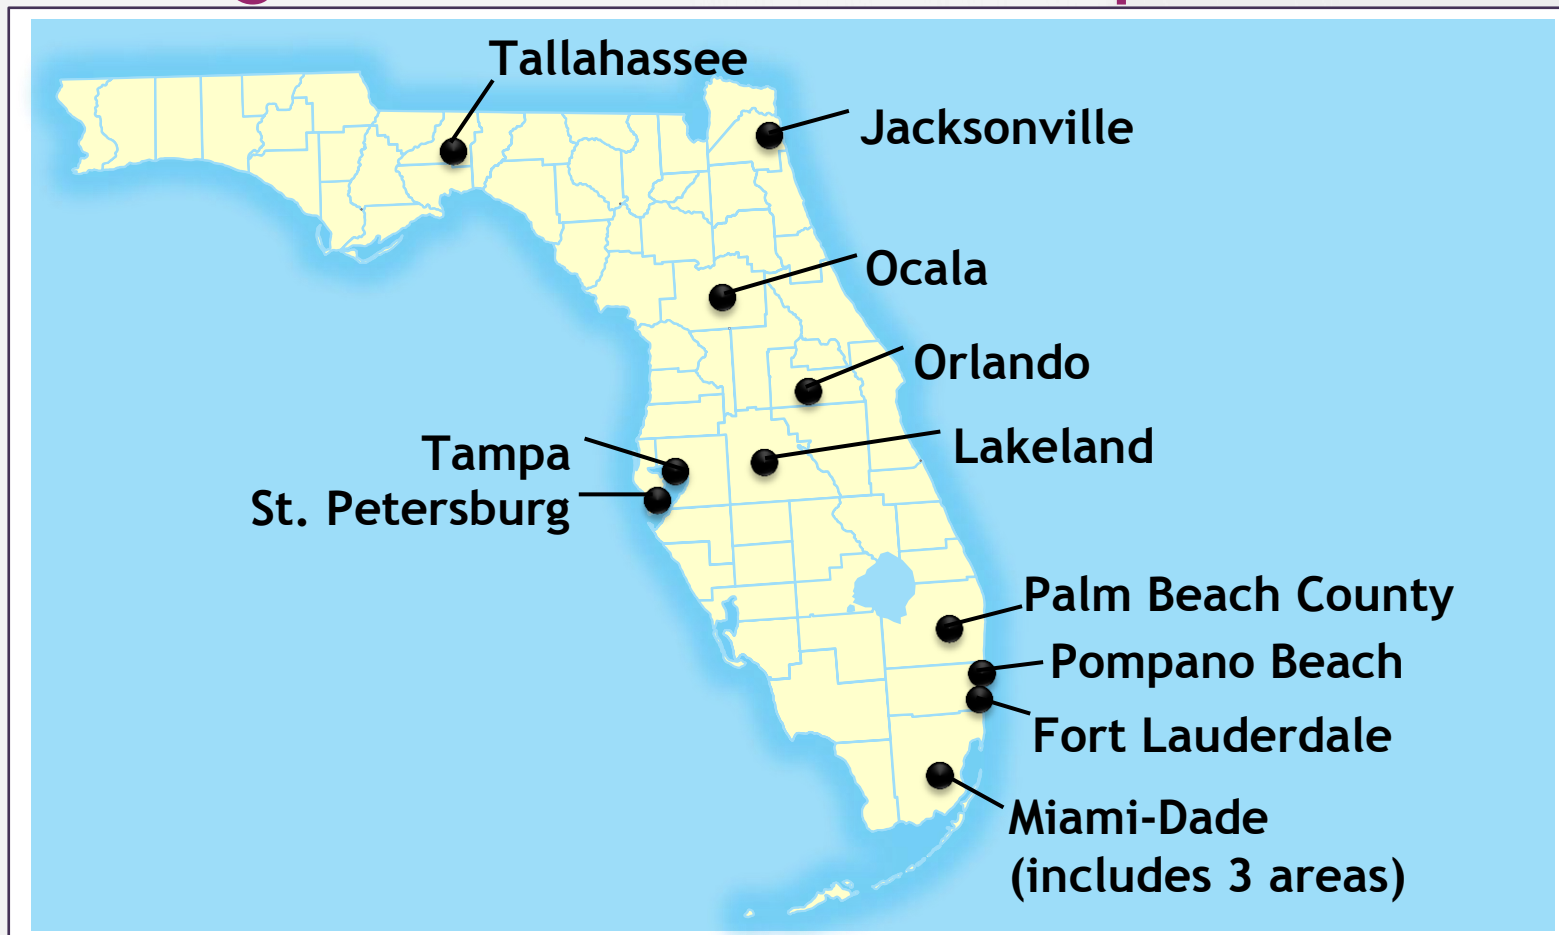 Tallahassee
Jacksonville
Ocala
Orlando
Tampa
Lakeland
St. Petersburg
Palm Beach County
Pompano Beach
Fort Lauderdale
Miami-Dade
(includes 3 areas)